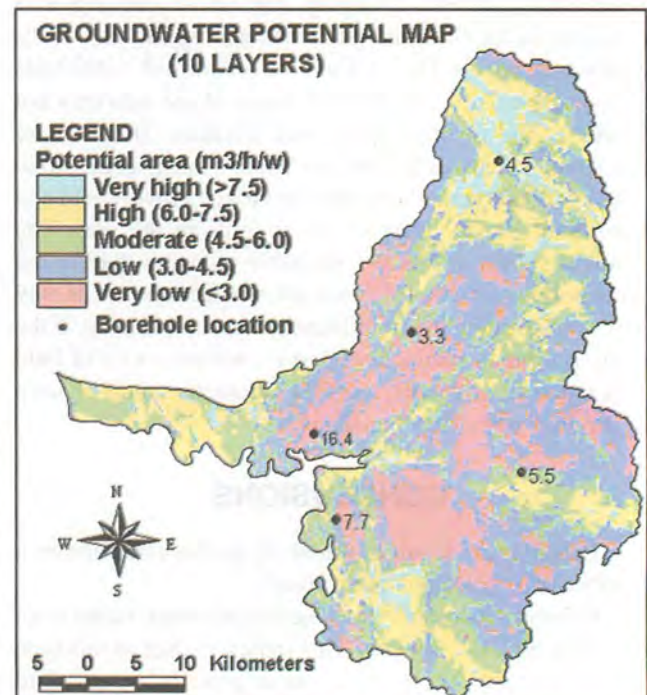 GROUNDWATER POTENTIAL MAP
(10 LAYERS)
LEGEND
Potential area (m3/h/w)
Very high (>7.5)
High (6.0-7.5)
Moderate (4.5-6.0)
Low (3.0-4.5)
Very low (<3.0)
Borehole location
4.5
3.3
16.4
5.5
7.7
N
W E
S
5 0 5 10 Kilometers